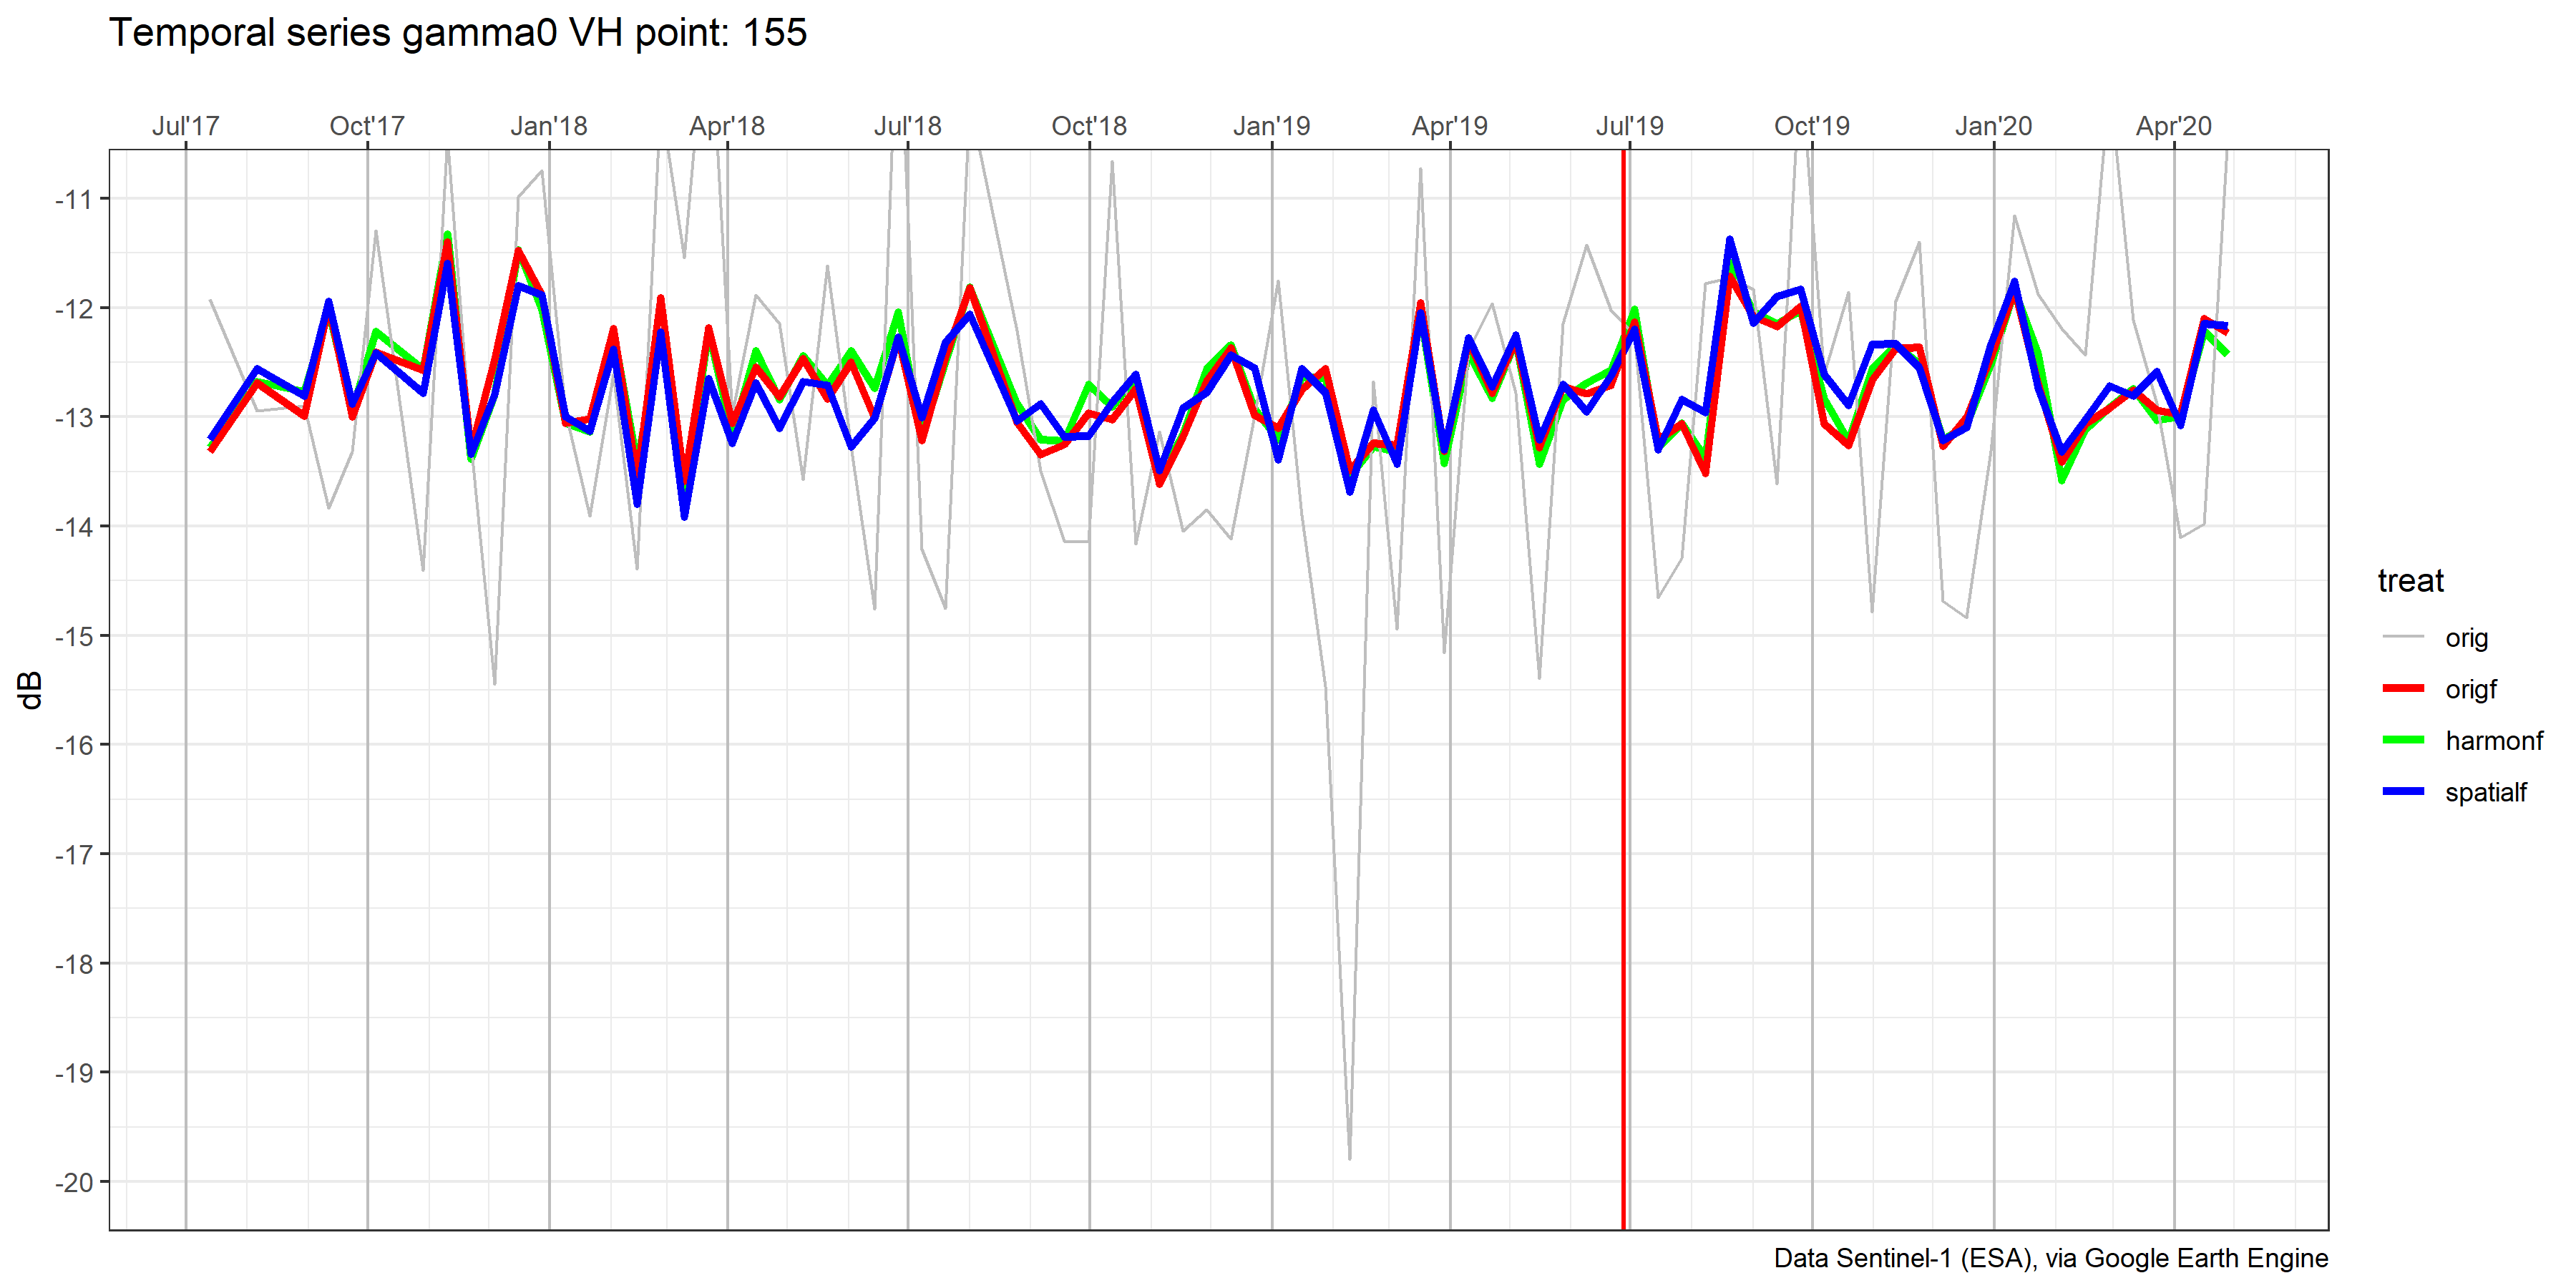 Temporal series gamma0 VH point: 155
Jul'17 Oct'17 Jan'18 Apr'18 Jul'18 Oct'18 Jan'19 Apr'19 Jul'19 Oct'19 Jan'20 Apr'20
-11
-12
-13
-14
-15
-16
-17
-18
-19
-20
dB
treat
orig
origf
harmonf
spatialf
Data Sentinel-1 (ESA), via Google Earth Engine